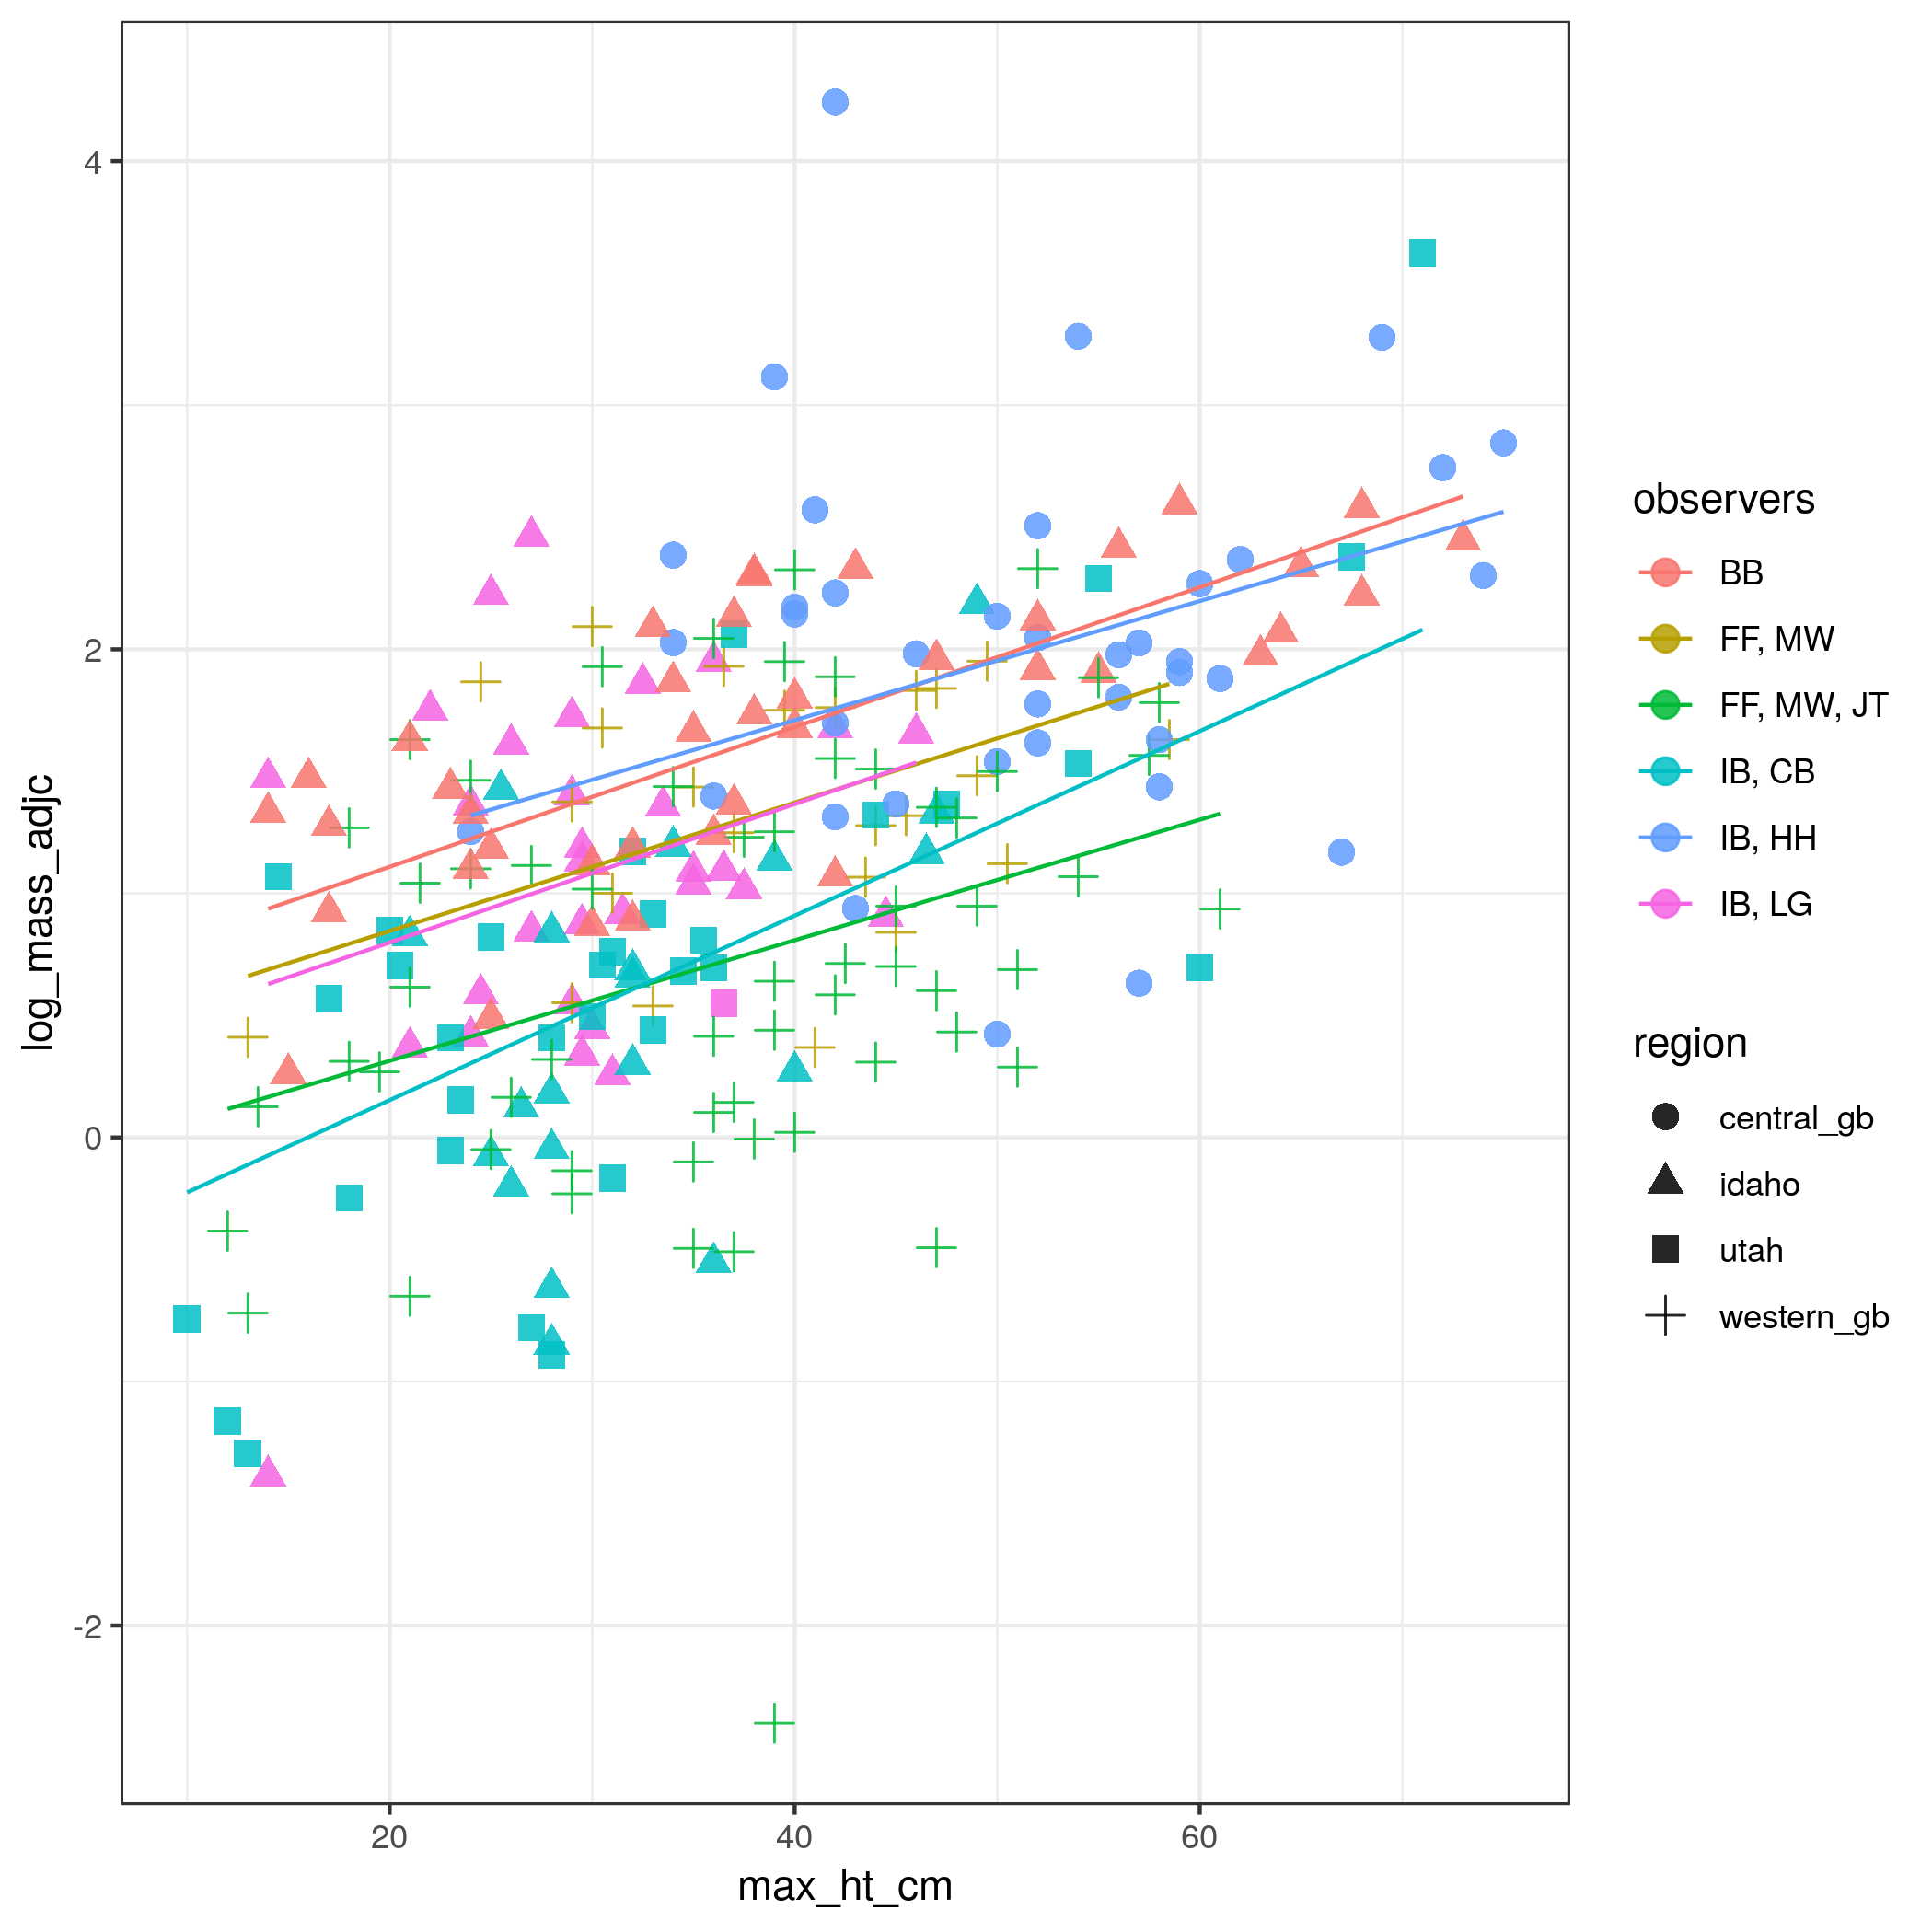 4
2
0
-2
20
40
60
max_ht_cm
log_mass_adjc
observers
BB
FF, MW
FF, MW, JT
IB, CB
IB, HH
IB, LG
region
central_gb
idaho
utah
western_gb